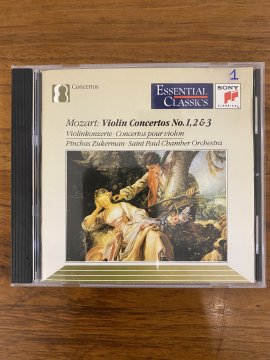 Concertos
ESSENTIAL
CLASSICS
1
SONY
CLASSICAL
Mozart: Violin Concertos No.1, 2 & 3
Violinkonzerte · Concertos pour violon
Pinchas Zukerman · Saint Paul Chamber Orchestra